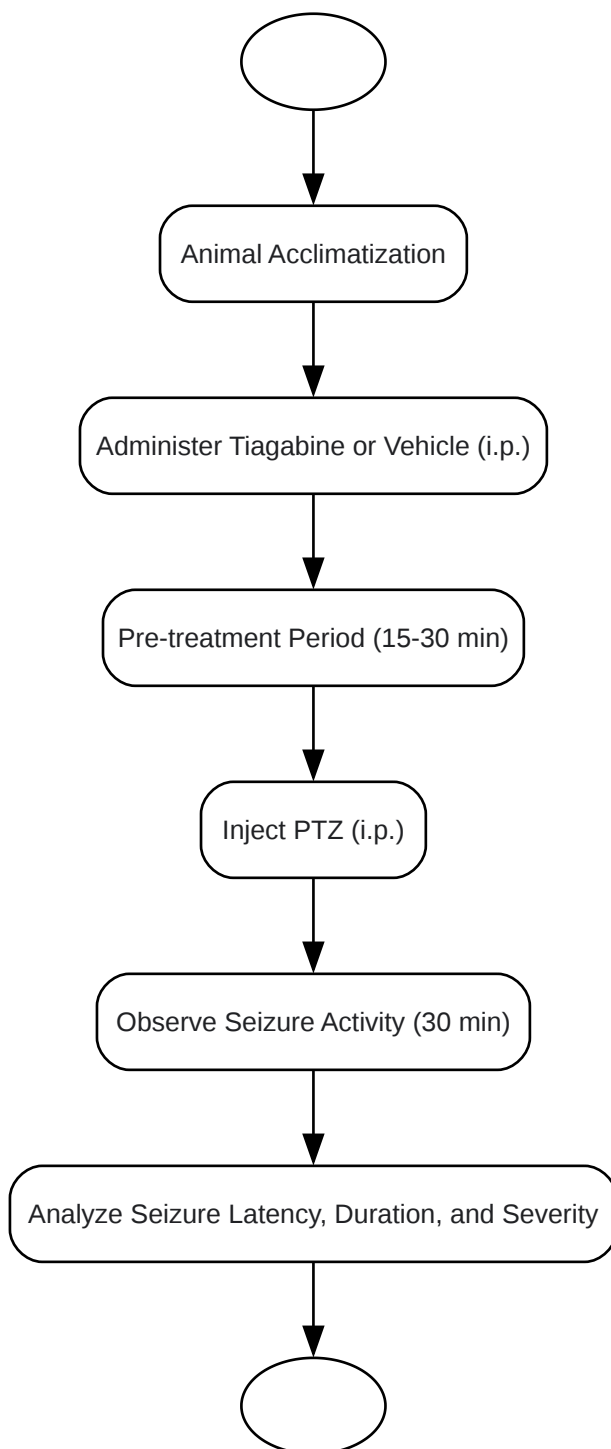 Animal Acclimatization
Administer Tiagabine or Vehicle (i.p.)
Pre-treatment Period (15-30 min)
Inject PTZ (i.p.)
Observe Seizure Activity (30 min)
Analyze Seizure Latency, Duration, and Severity